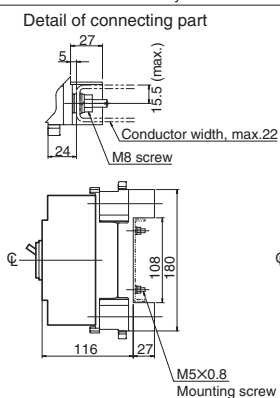 Detail of connecting part
27
5
15.5 (max.)
Conductor width, max.22
24
M8 screw
℄
108
180
116
27
M5×0.8
Mounting screw